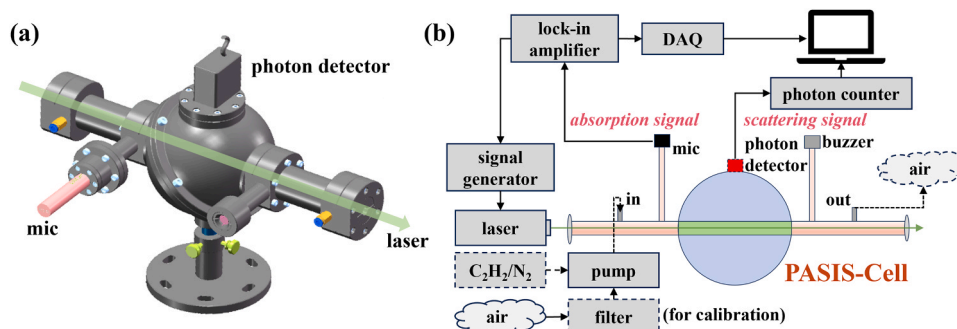 (a)
photon detector
mic
laser
(b)
lock-in
amplifier
DAQ
photon counter
absorption signal
scattering signal
mic
photon
detector
buzzer
air
signal
generator
in
out
laser
C₂H₂/N₂
pump
PASIS-Cell
air
filter
(for calibration)